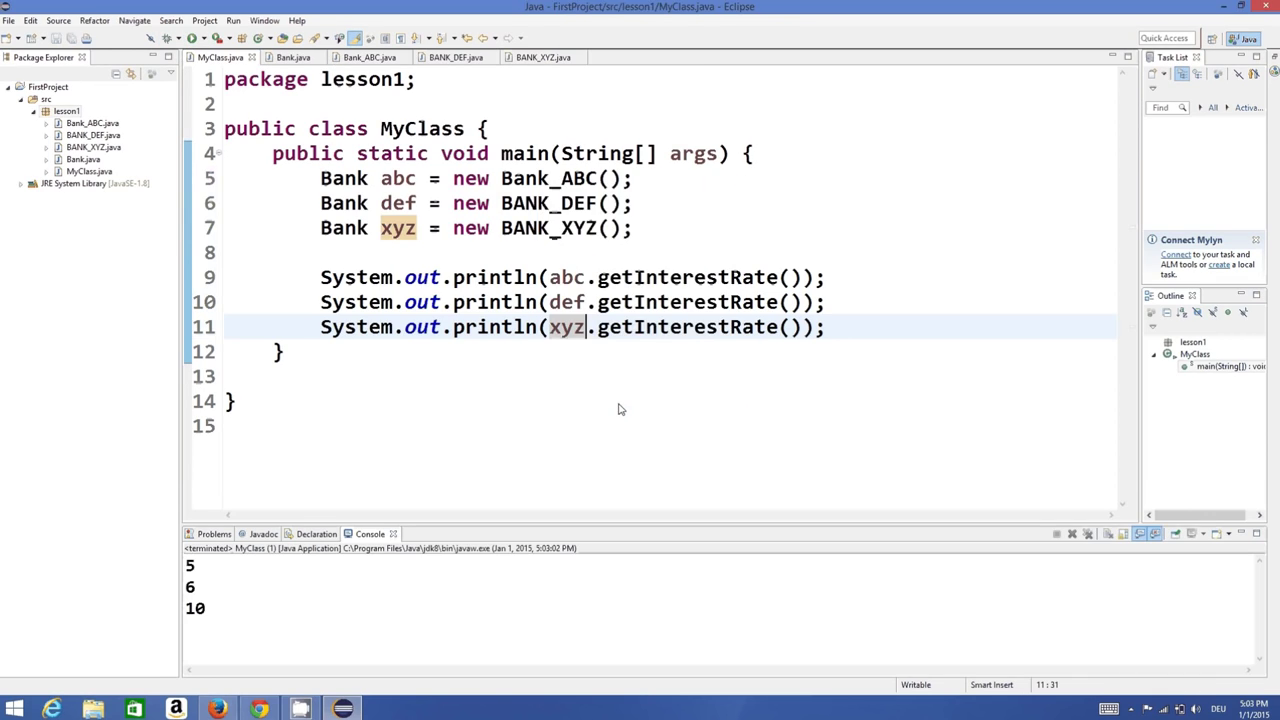 Java - FirstProject/src/lesson1/MyClass.java - Eclipse
File Edit Source Refactor Navigate Search Project Run Window Help
Quick Access Java
Package Explorer
FirstProject
src
lesson1
Bank_ABC.java
BANK_DEF.java
BANK_XYZ.java
Bank.java
MyClass.java
JRE System Library [JavaSE-1.8]
MyClass.java Bank.java Bank_ABC.java BANK_DEF.java BANK_XYZ.java
1 package lesson1;
2
3 public class MyClass {
4 public static void main(String[] args) {
5 Bank abc = new Bank_ABC();
6 Bank def = new BANK_DEF();
7 Bank xyz = new BANK_XYZ();
8
9 System.out.println(abc.getInterestRate());
10 System.out.println(def.getInterestRate());
11 System.out.println(xyz.getInterestRate());
12 }
13
14 }
15
Task List
Find All Activa...
Connect Mylyn
Connect to your task and ALM tools or create a local task.
Outline
lesson1
MyClass
main(String[]) : void
Problems Javadoc Declaration Console
<terminated> MyClass (1) [Java Application] C:\Program Files\Java\jdk8\bin\javaw.exe (Jan 1, 2015, 5:03:02 PM)
5
6
10
Writable Smart Insert 11 : 31
DEU
5:03 PM
1/1/2015